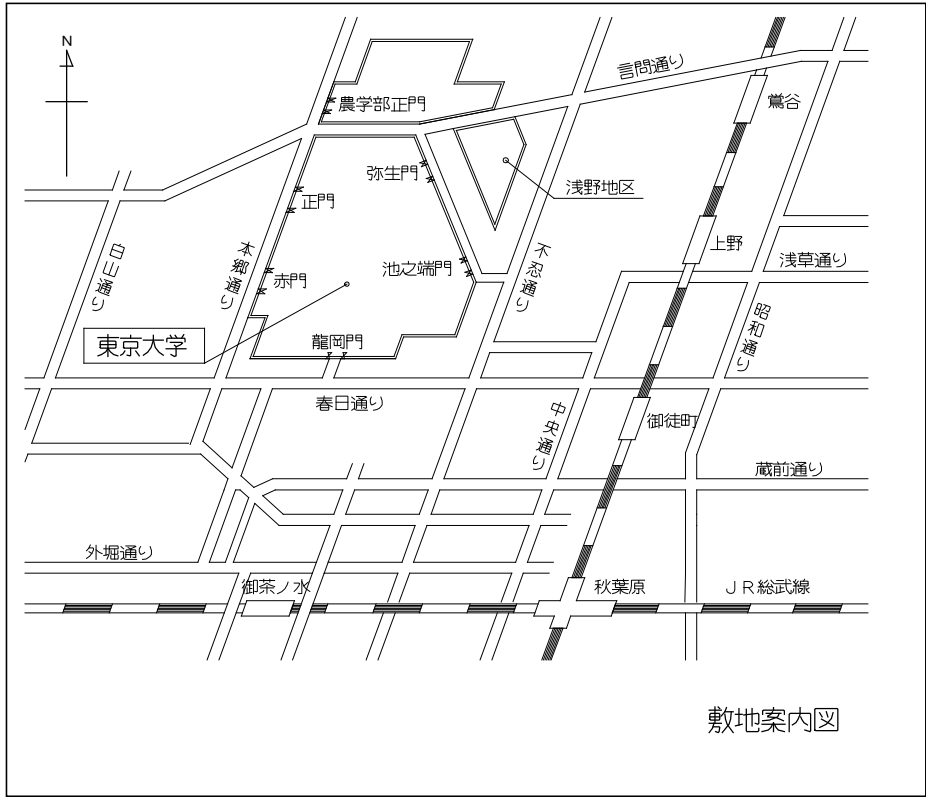 N
言問通り
鶯谷
農学部正門
弥生門
浅野地区
正門
白山通り
本郷通り
不忍通り
上野
浅草通り
池之端門
赤門
昭和通り
東京大学
龍岡門
春日通り
中央通り
御徒町
蔵前通り
外堀通り
御茶ノ水
秋葉原
JR総武線
敷地案内図